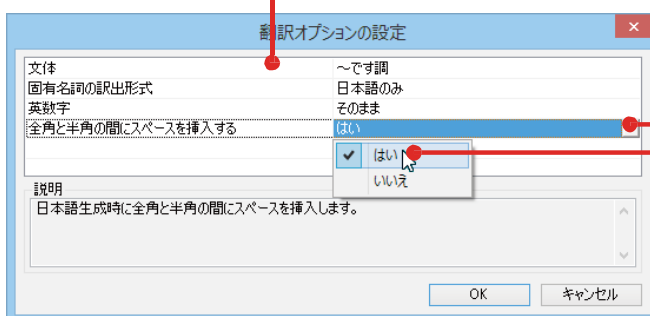 翻訳オプションの設定
文体 ～です調
固有名詞の訳出形式 日本語のみ
英数字 そのまま
全角と半角の間にスペースを挿入する はい
はい
いいえ
説明
日本語生成時に全角と半角の間にスペースを挿入します。
OK キャンセル